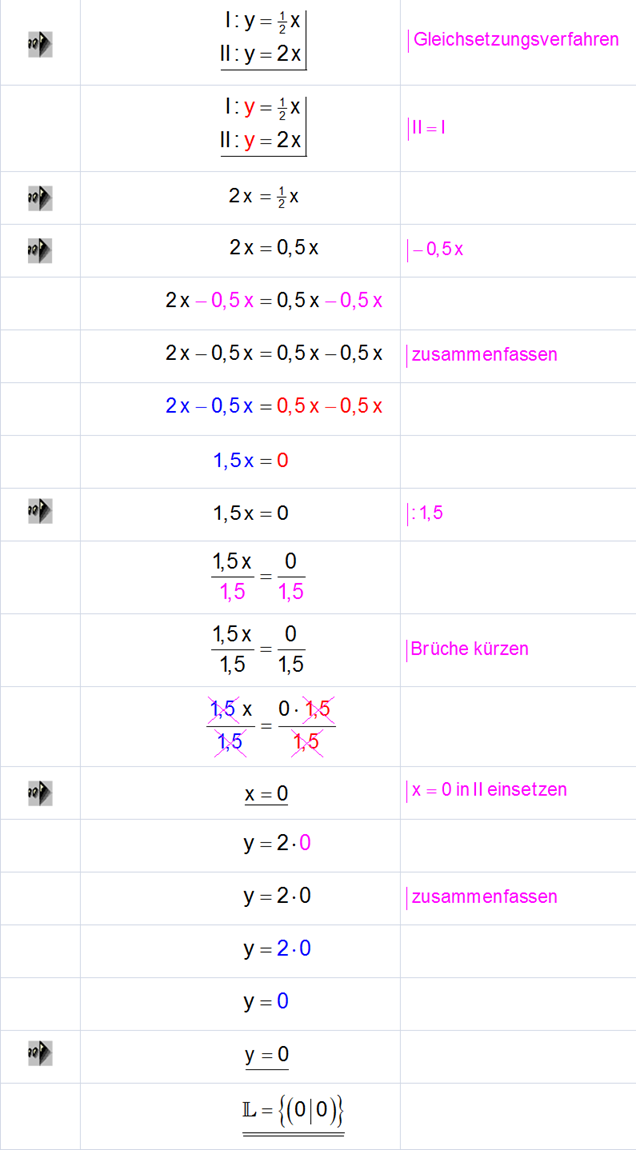 I: y = ½x
II: y = 2x |Gleichsetzungsverfahren
I: y = ½x
II: y = 2x |II = I
2x = ½x
2x = 0,5x |− 0,5x
2x − 0,5x = 0,5x − 0,5x
2x − 0,5x = 0,5x − 0,5x |zusammenfassen
2x − 0,5x = 0,5x − 0,5x
1,5x = 0
1,5x = 0 |: 1,5
1,5x/1,5 = 0/1,5
1,5x/1,5 = 0/1,5 |Brüche kürzen
1,5 x/1,5 = 0 · 1,5/1,5
x = 0 |x = 0 in II einsetzen
y = 2 · 0
y = 2 · 0 |zusammenfassen
y = 2 · 0
y = 0
y = 0
𝕃 = {(0|0)}